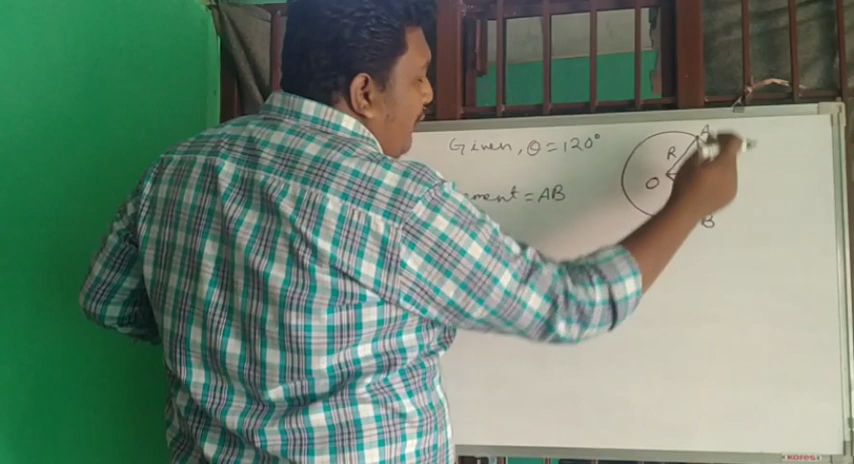 Given, θ = 120°
ment = AB
A
R
O
B
KORES